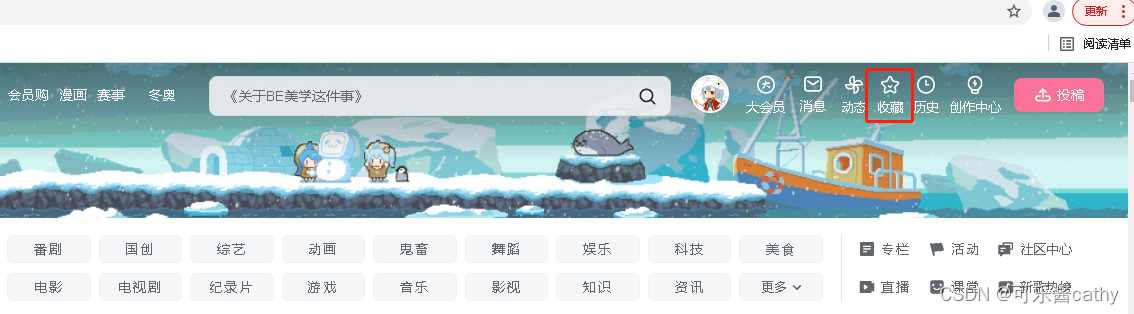 更新
阅读清单
会员购 漫画 赛事 冬奥
《关于BE美学这件事》
大会员 消息 动态 收藏 历史 创作中心
投稿
番剧 国创 综艺 动画 鬼畜 舞蹈 娱乐 科技 美食
专栏 活动 社区中心
电影 电视剧 纪录片 游戏 音乐 影视 知识 资讯 更多
直播 课堂 新歌热榜
CSDN @可乐酱cathy